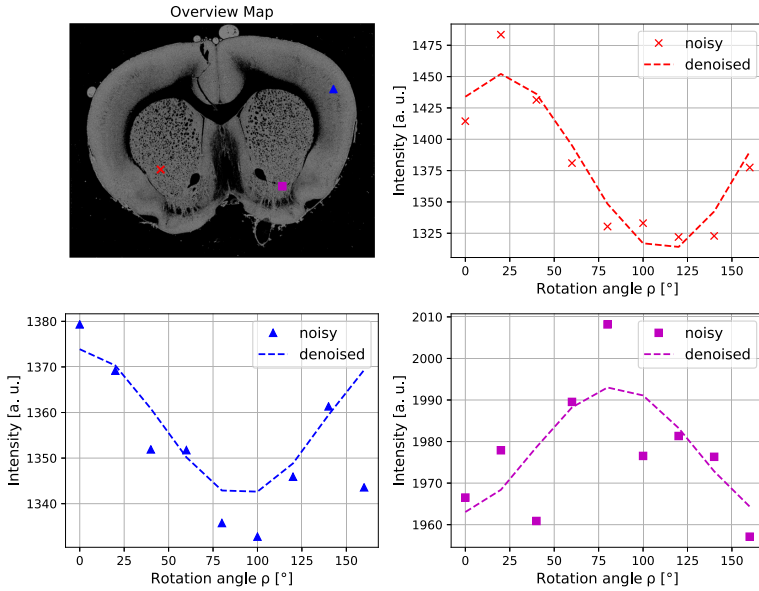 Overview Map
noisy
denoised
1475
1450
1425
1400
1375
1350
1325
Intensity [a. u.]
0 25 50 75 100 125 150
Rotation angle ρ [°]
noisy
denoised
1380
1370
1360
1350
1340
Intensity [a. u.]
0 25 50 75 100 125 150
Rotation angle ρ [°]
noisy
denoised
2010
2000
1990
1980
1970
1960
Intensity [a. u.]
0 25 50 75 100 125 150
Rotation angle ρ [°]